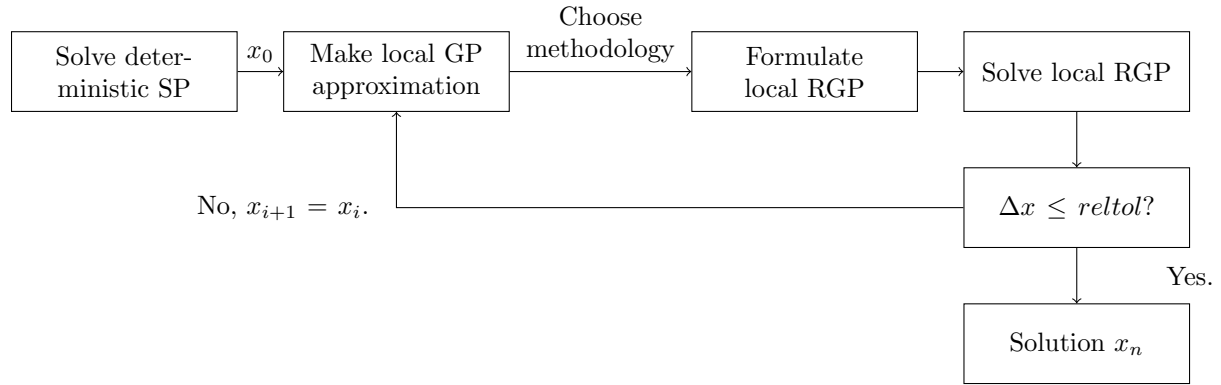 Solve deter-
ministic SP
x₀
Make local GP
approximation
Choose
methodology
Formulate
local RGP
Solve local RGP
Δx ≤ reltol?
No, xᵢ₊₁ = xᵢ.
Yes.
Solution xₙ